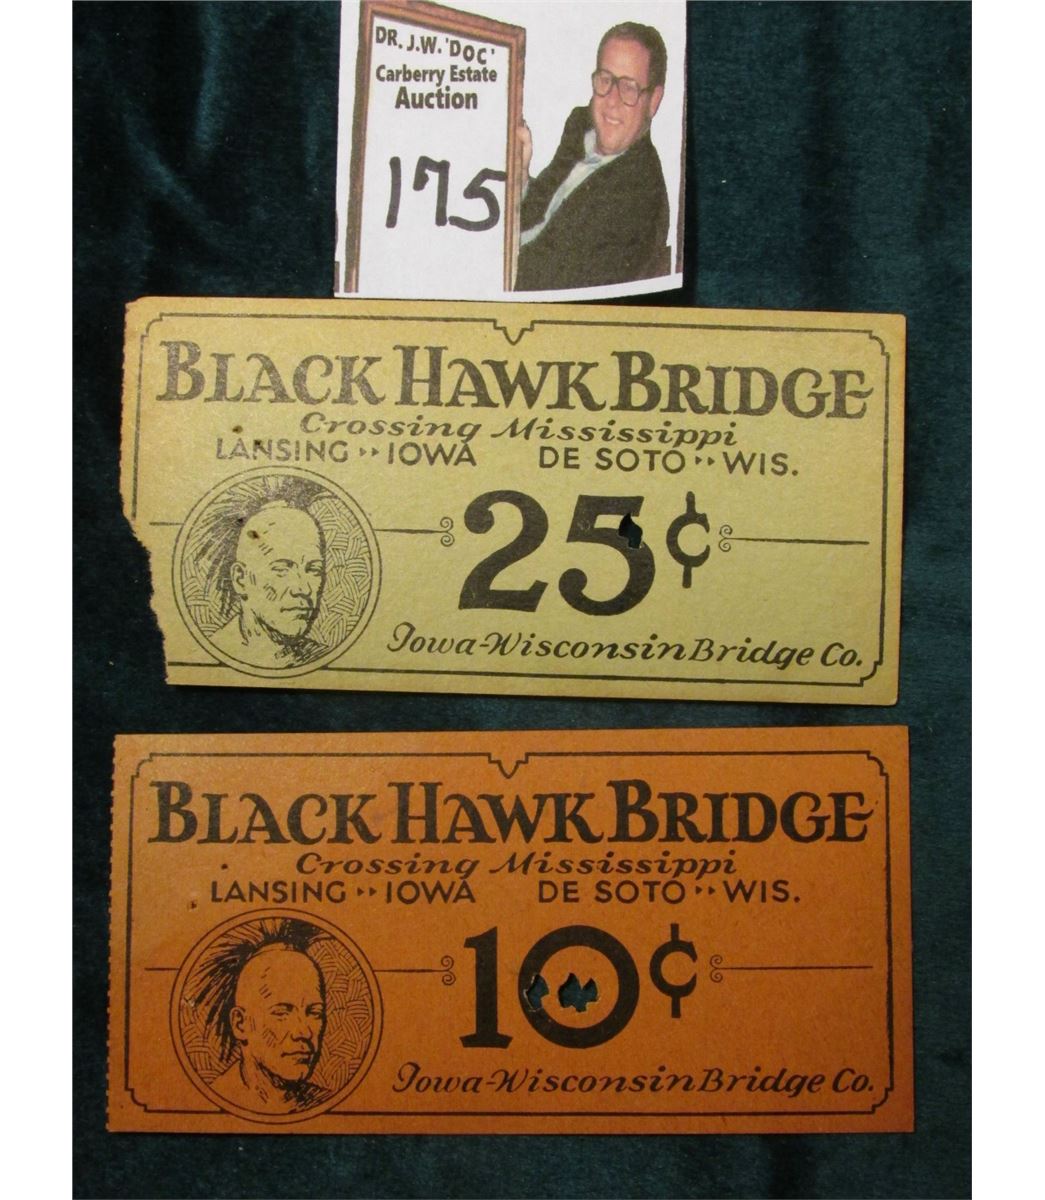 DR. J.W. 'DOC'
Carberry Estate
Auction
175
BLACK HAWK BRIDGE
Crossing Mississippi
LANSING IOWA DE SOTO WIS.
25¢
Iowa-Wisconsin Bridge Co.
BLACK HAWK BRIDGE
Crossing Mississippi
LANSING IOWA DE SOTO WIS.
10¢
Iowa-Wisconsin Bridge Co.